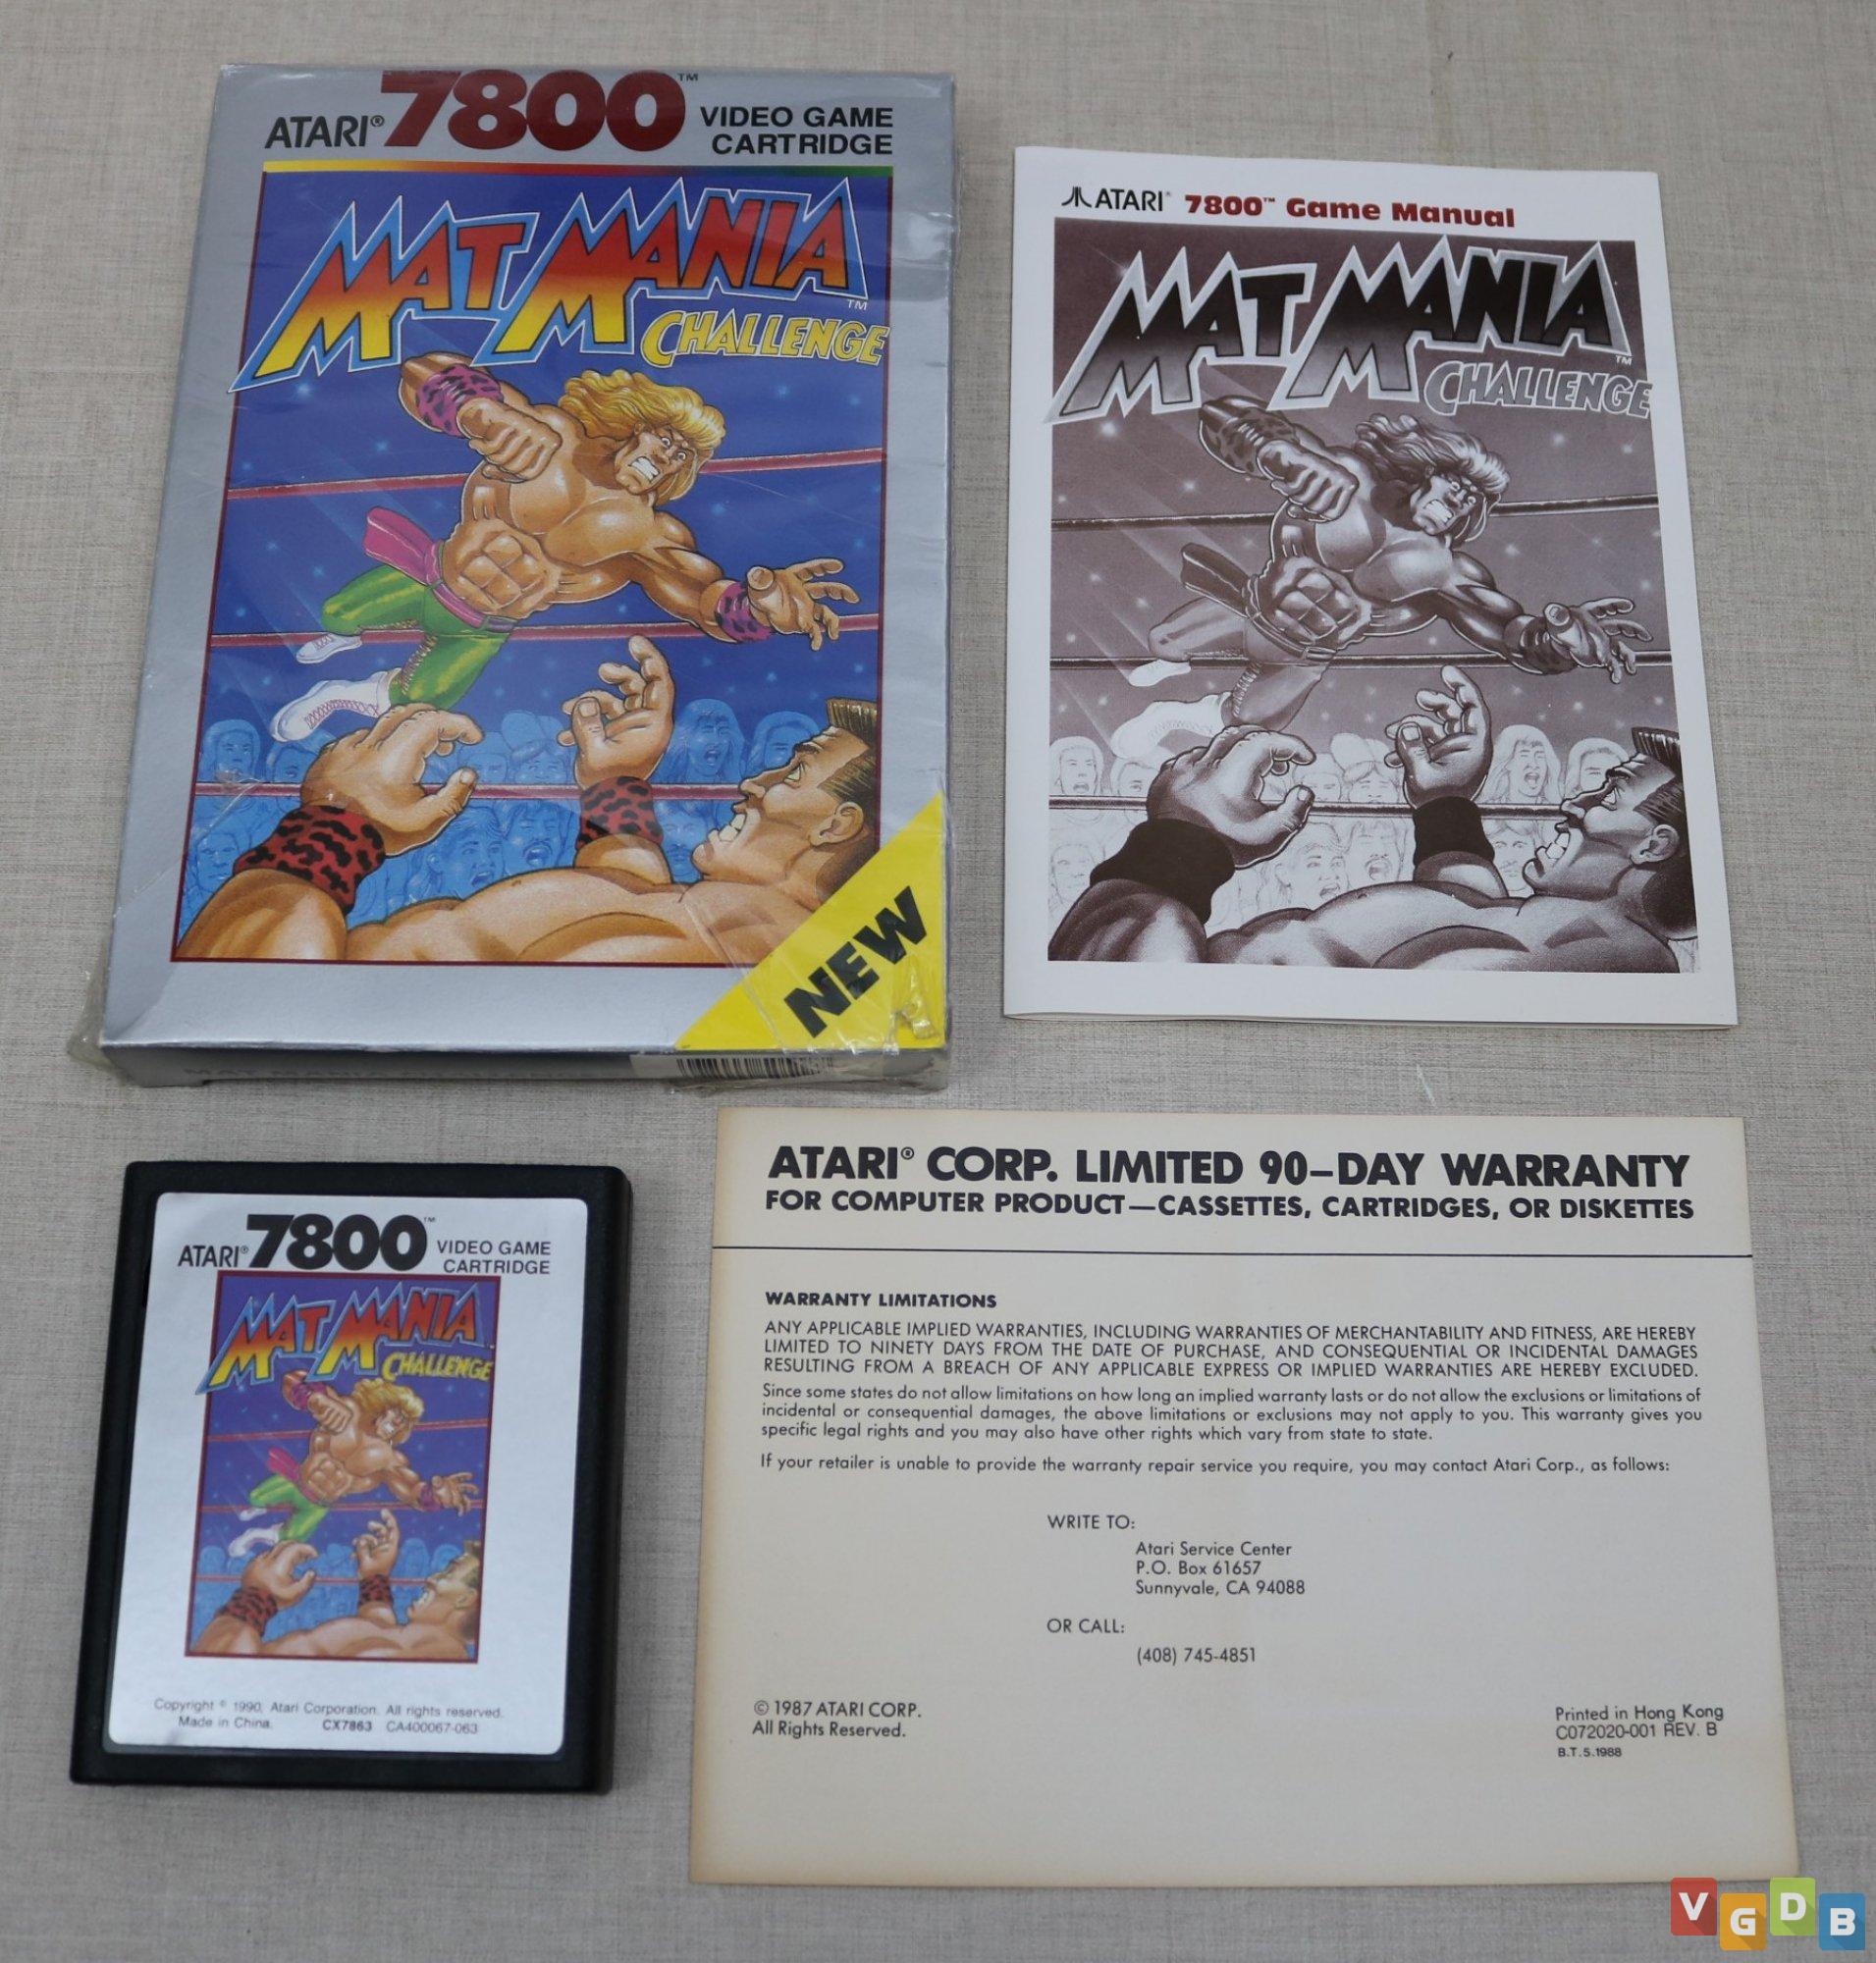 ATARI® 7800™ VIDEO GAME
CARTRIDGE
MAT MANIA™
CHALLENGE
NEW
ATARI® 7800™ Game Manual
MAT MANIA™
CHALLENGE
ATARI® 7800™ VIDEO GAME
CARTRIDGE
MAT MANIA™
CHALLENGE
Copyright © 1990, Atari Corporation. All rights reserved.
Made in China. CX7863 CA400067-063
ATARI® CORP. LIMITED 90–DAY WARRANTY
FOR COMPUTER PRODUCT—CASSETTES, CARTRIDGES, OR DISKETTES
WARRANTY LIMITATIONS
ANY APPLICABLE IMPLIED WARRANTIES, INCLUDING WARRANTIES OF MERCHANTABILITY AND FITNESS, ARE HEREBY
LIMITED TO NINETY DAYS FROM THE DATE OF PURCHASE, AND CONSEQUENTIAL OR INCIDENTAL DAMAGES
RESULTING FROM A BREACH OF ANY APPLICABLE EXPRESS OR IMPLIED WARRANTIES ARE HEREBY EXCLUDED.
Since some states do not allow limitations on how long an implied warranty lasts or do not allow the exclusions or limitations of
incidental or consequential damages, the above limitations or exclusions may not apply to you. This warranty gives you
specific legal rights and you may also have other rights which vary from state to state.
If your retailer is unable to provide the warranty repair service you require, you may contact Atari Corp., as follows:
WRITE TO:
Atari Service Center
P.O. Box 61657
Sunnyvale, CA 94088
OR CALL:
(408) 745-4851
© 1987 ATARI CORP.
All Rights Reserved.
Printed in Hong Kong
C072020-001 REV. B
B.T.5.1988
VGDB